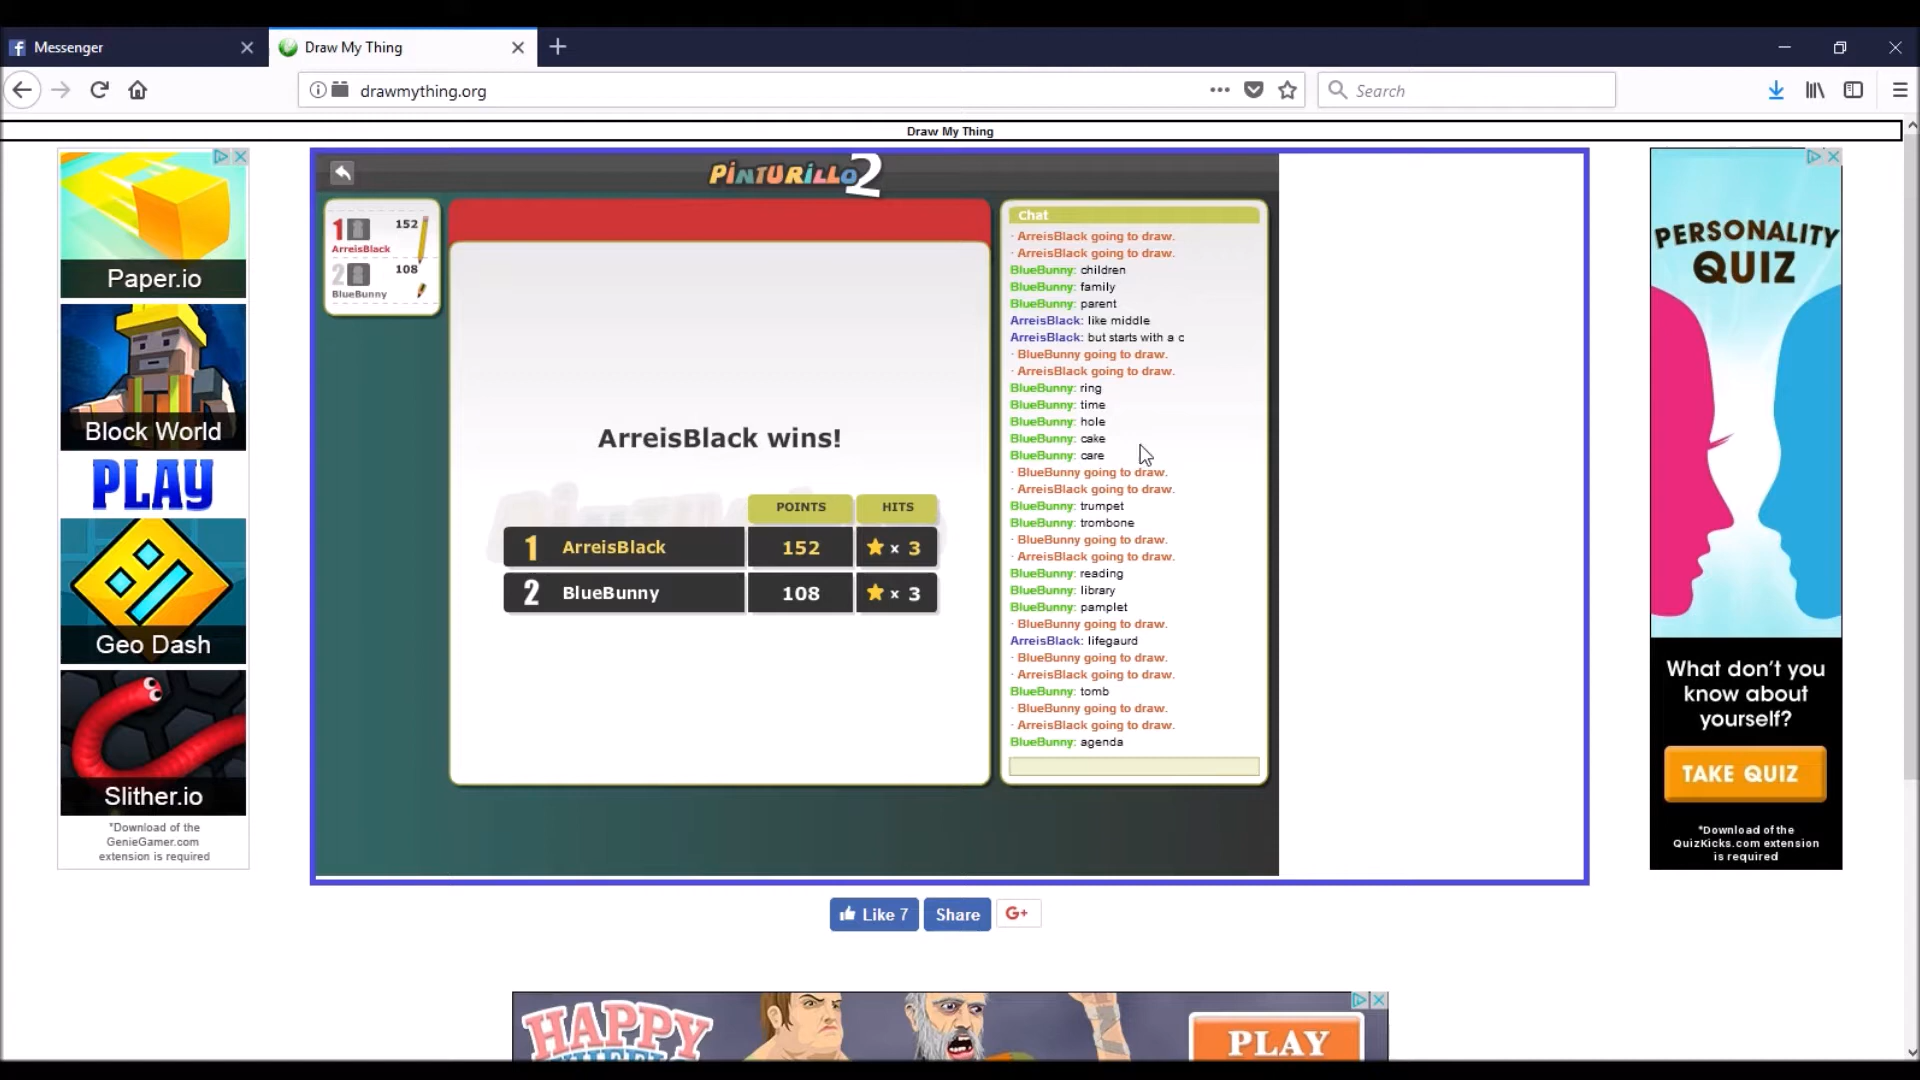 Messenger
Draw My Thing
drawmything.org
Search
Draw My Thing
Paper.io
Block World
PLAY
Geo Dash
Slither.io
*Download of the
GenieGamer.com
extension is required
PiNTURiLLO 2
1 152
ArreisBlack
2 108
BlueBunny
ArreisBlack wins!
POINTS HITS
1 ArreisBlack 152 x 3
2 BlueBunny 108 x 3
Chat
· ArreisBlack going to draw.
· ArreisBlack going to draw.
BlueBunny: children
BlueBunny: family
BlueBunny: parent
ArreisBlack: like middle
ArreisBlack: but starts with a c
· BlueBunny going to draw.
· ArreisBlack going to draw.
BlueBunny: ring
BlueBunny: time
BlueBunny: hole
BlueBunny: cake
BlueBunny: care
· BlueBunny going to draw.
· ArreisBlack going to draw.
BlueBunny: trumpet
BlueBunny: trombone
· BlueBunny going to draw.
· ArreisBlack going to draw.
BlueBunny: reading
BlueBunny: library
BlueBunny: pamplet
· BlueBunny going to draw.
ArreisBlack: lifegaurd
· BlueBunny going to draw.
· ArreisBlack going to draw.
BlueBunny: tomb
· BlueBunny going to draw.
· ArreisBlack going to draw.
BlueBunny: agenda
PERSONALITY
QUIZ
What don't you
know about
yourself?
TAKE QUIZ
*Download of the
QuizKicks.com extension
is required
Like 7
Share
G+
HAPPY
PLAY